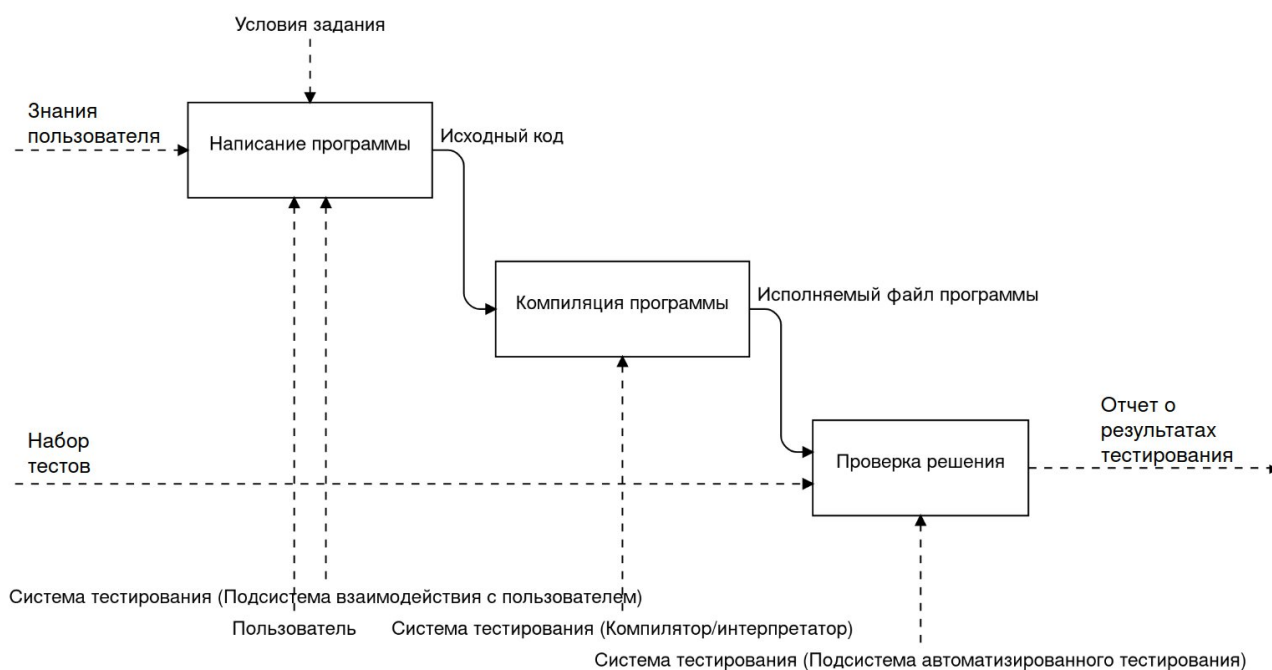 Условия задания
Знания
пользователя
Написание программы
Исходный код
Компиляция программы
Исполняемый файл программы
Набор
тестов
Проверка решения
Отчет о
результатах
тестирования
Система тестирования (Подсистема взаимодействия с пользователем)
Пользователь
Система тестирования (Компилятор/интерпретатор)
Система тестирования (Подсистема автоматизированного тестирования)